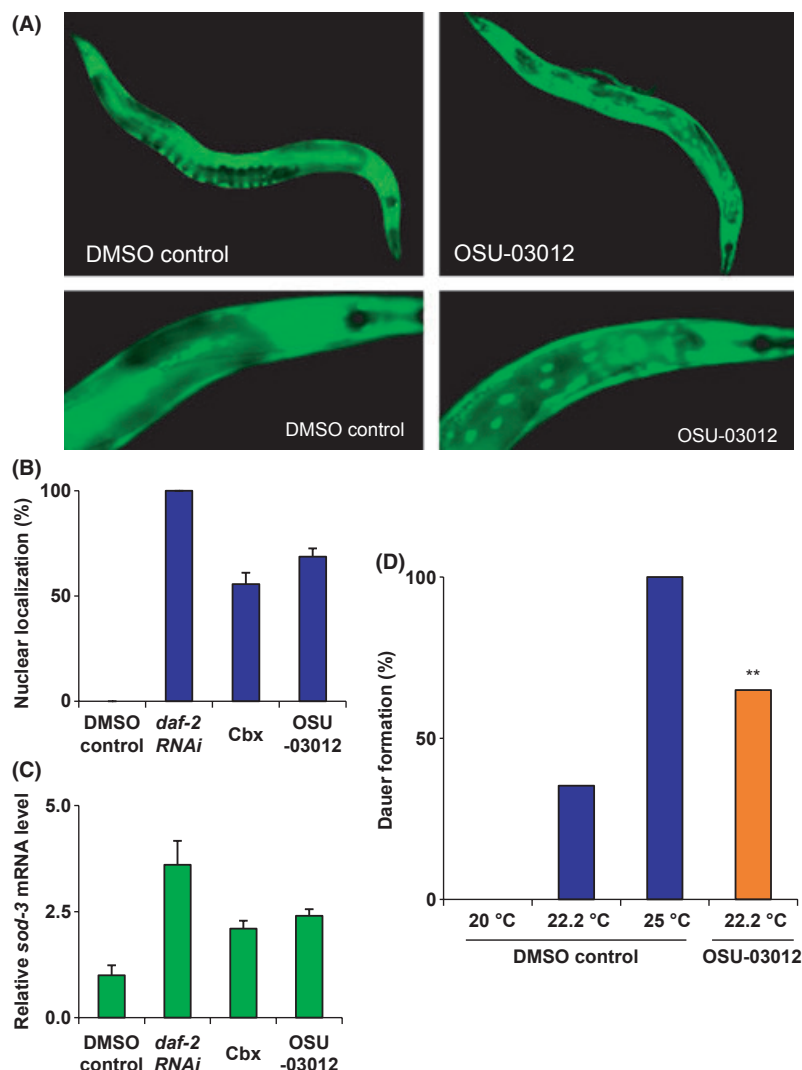 (A)
DMSO control
OSU-03012
DMSO control
OSU-03012
(B)
Nuclear localization (%)
100
50
0
DMSO
control
daf-2
RNAi
Cbx
OSU
-03012
(C)
Relative sod-3 mRNA level
5.0
2.5
0.0
DMSO
control
daf-2
RNAi
Cbx
OSU
-03012
(D)
Dauer formation (%)
100
50
0
**
20 °C
22.2 °C
25 °C
22.2 °C
DMSO control
OSU-03012